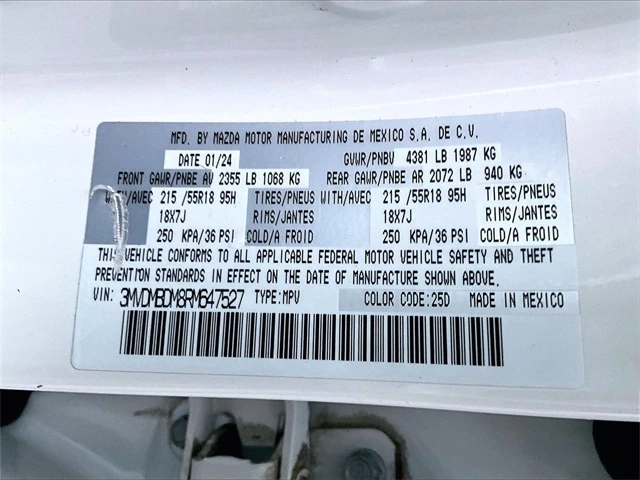 MFD. BY MAZDA MOTOR MANUFACTURING DE MEXICO S.A. DE C.V.
DATE 01/24 GVWR/PNBV 4381 LB 1987 KG
FRONT GAWR/PNBE AV 2355 LB 1068 KG REAR GAWR/PNBE AR 2072 LB 940 KG
WITH/AVEC 215 /55R18 95H TIRES/PNEUS WITH/AVEC 215 /55R18 95H TIRES/PNEUS
18X7J RIMS/JANTES 18X7J RIMS/JANTES
250 KPA/36 PSI COLD/A FROID 250 KPA/36 PSI COLD/A FROID
THIS VEHICLE CONFORMS TO ALL APPLICABLE FEDERAL MOTOR VEHICLE SAFETY AND THEFT
PREVENTION STANDARDS IN EFFECT ON THE DATE OF MANUFACTURE SHOWN ABOVE.
VIN: 3MVDMBDM8RM647527 TYPE: MPV COLOR CODE: 25D MADE IN MEXICO